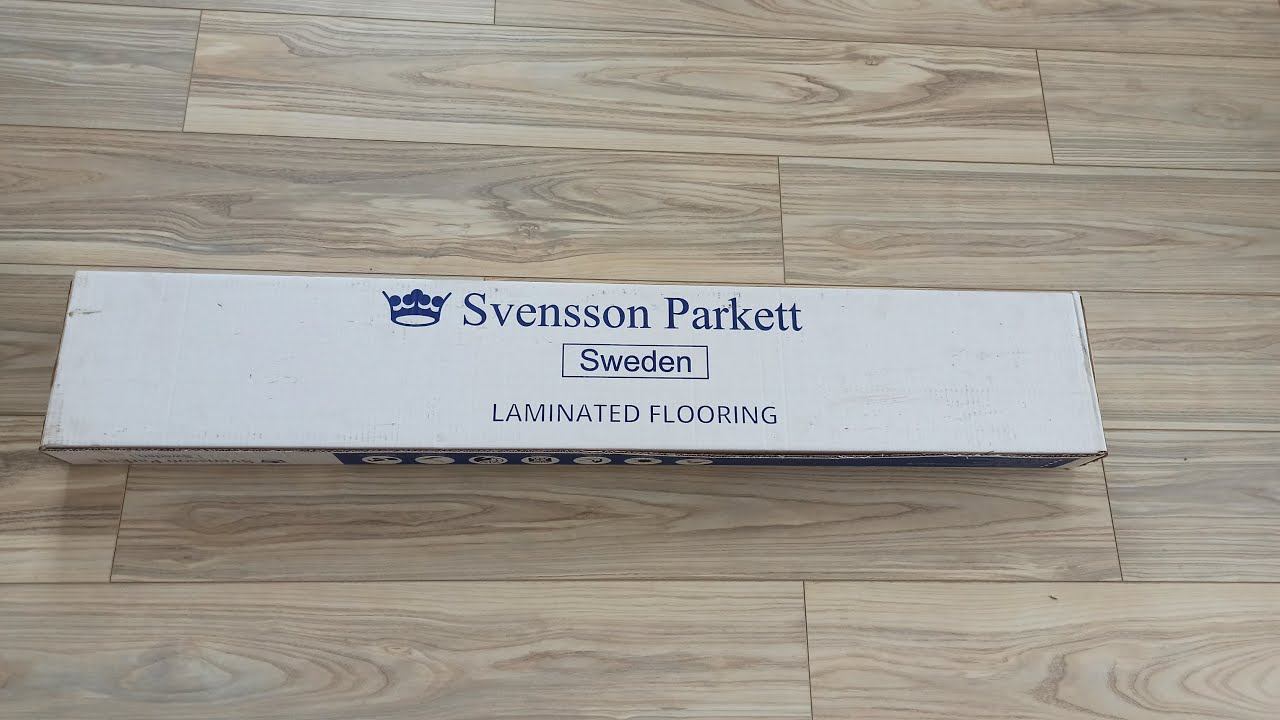 Svensson Parkett
Sweden
LAMINATED FLOORING